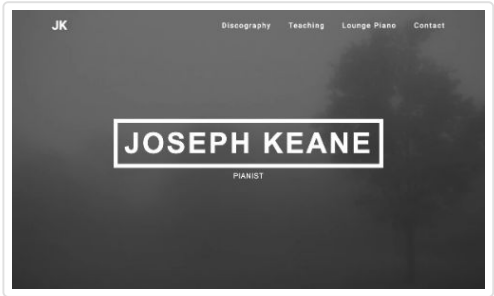 JK
Discography Teaching Lounge Piano Contact
JOSEPH KEANE
PIANIST